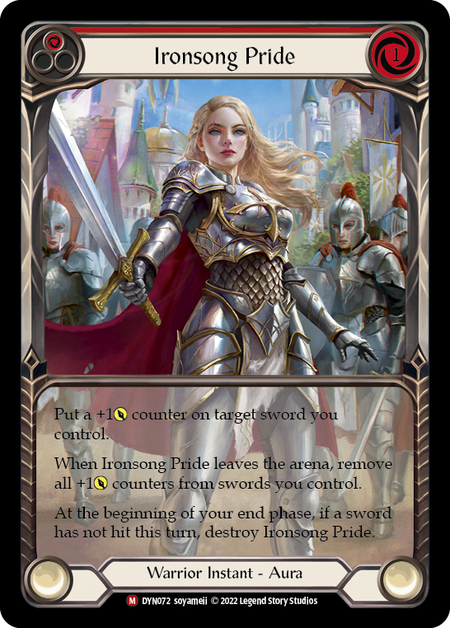 Ironsong Pride
1
Put a +1 counter on target sword you
control.
When Ironsong Pride leaves the arena, remove
all +1 counters from swords you control.
At the beginning of your end phase, if a sword
has not hit this turn, destroy Ironsong Pride.
Warrior Instant - Aura
M DYN072 soyameii © 2022 Legend Story Studios